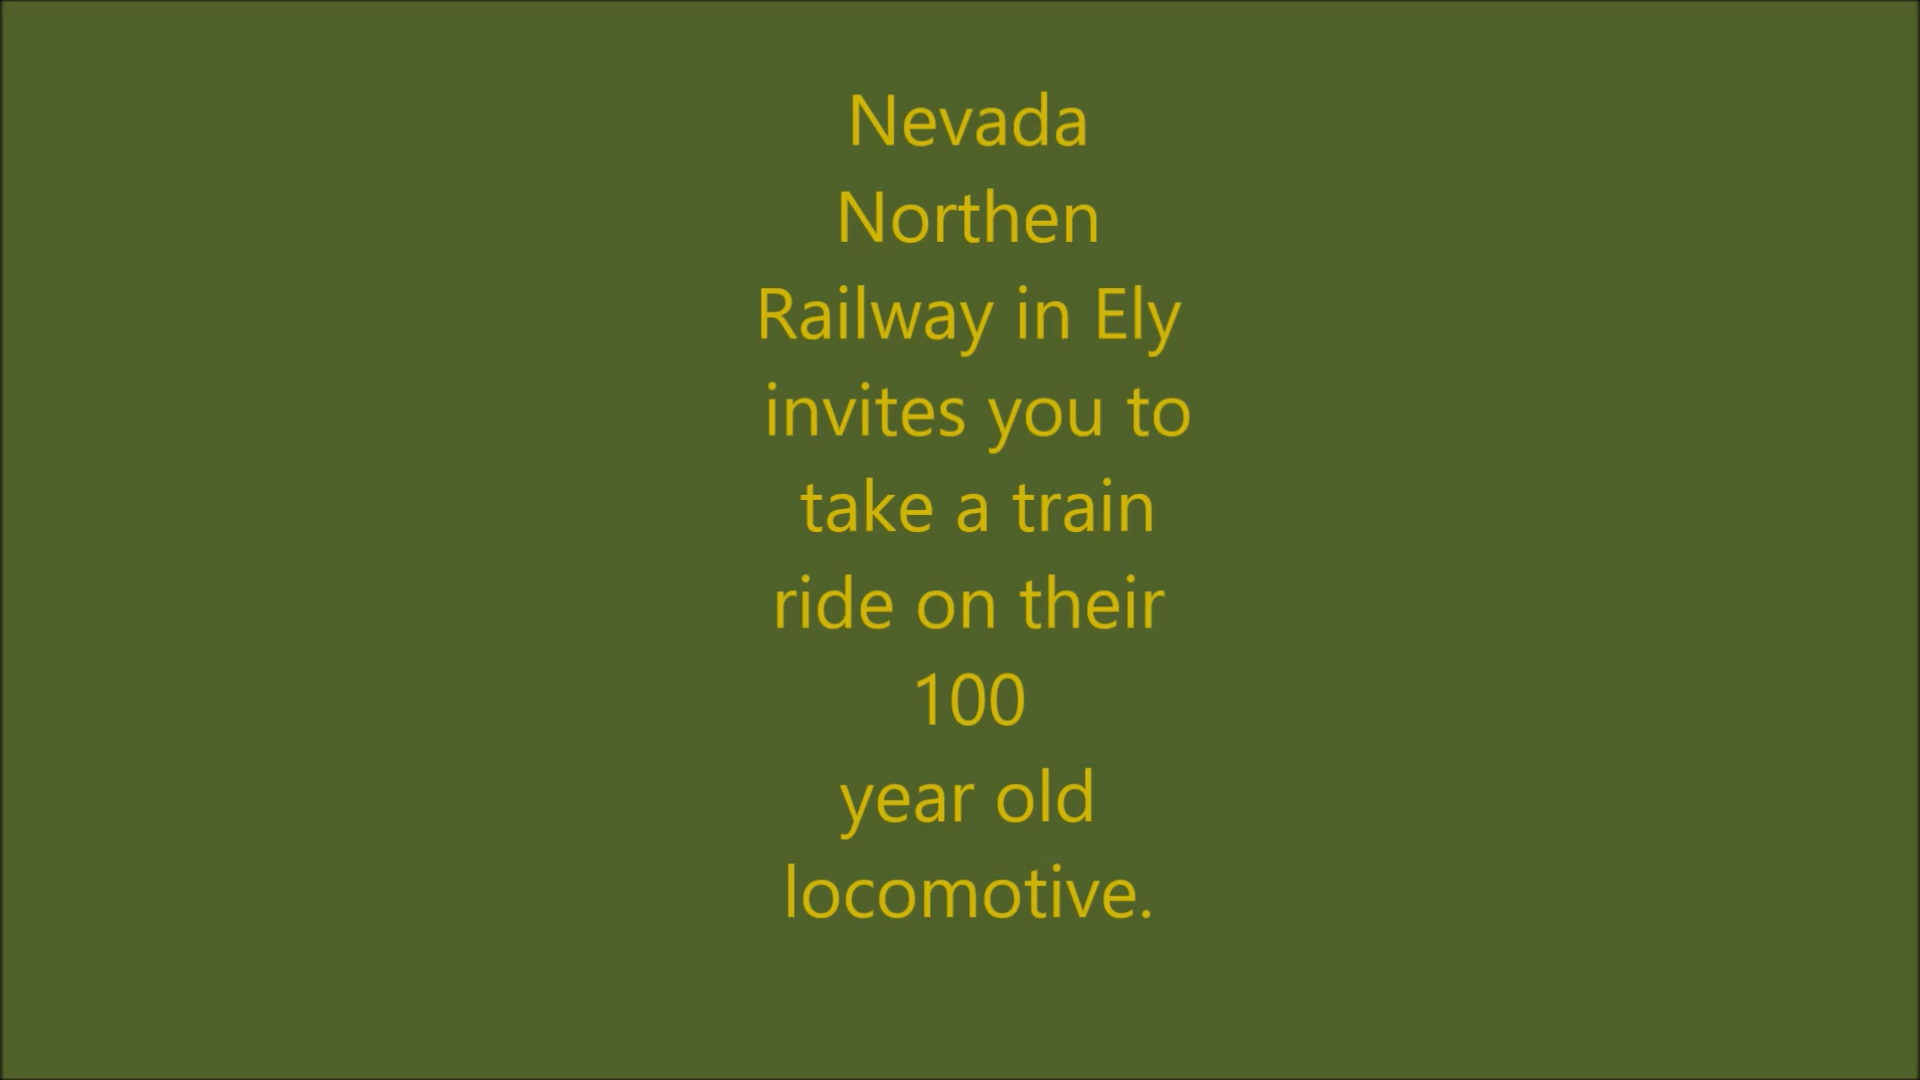 Nevada
Northen
Railway in Ely
invites you to
take a train
ride on their
100
year old
locomotive.